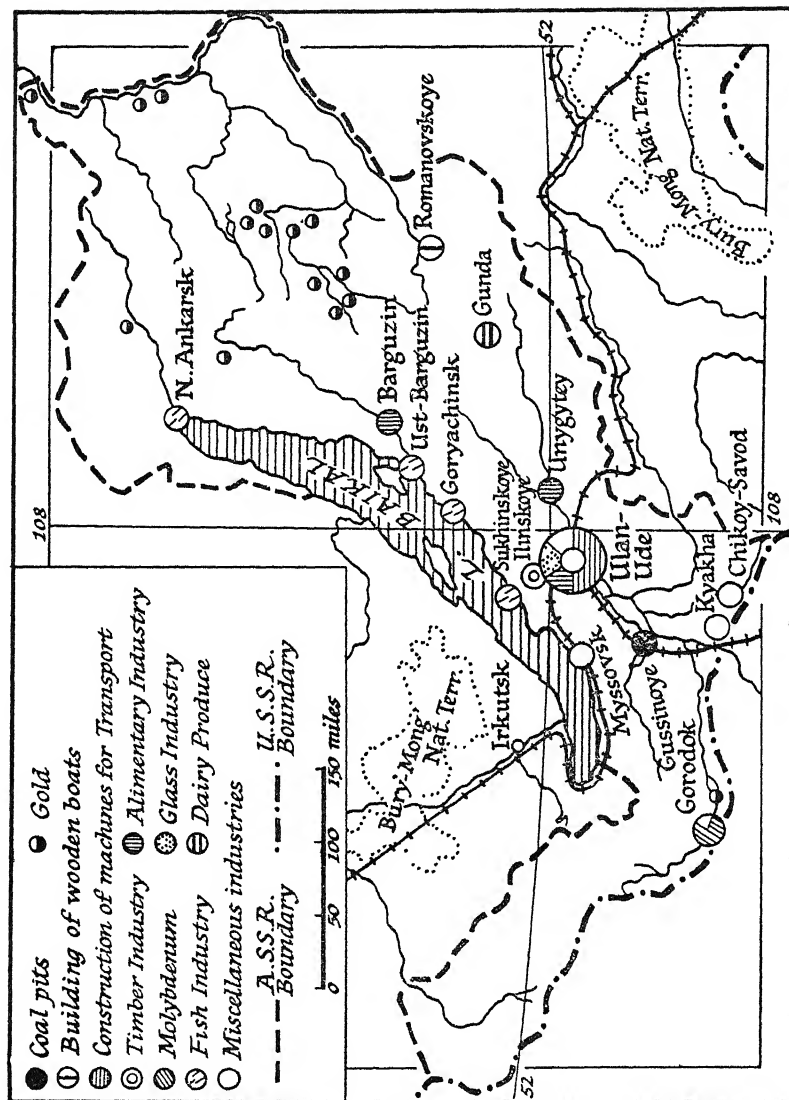 Coal pits
Gold
Building of wooden boats
Construction of machines for Transport
Timber Industry
Alimentary Industry
Molybdenum
Glass Industry
Fish Industry
Dairy Produce
Miscellaneous industries
A.S.S.R.
Boundary
U.S.S.R.
Boundary
0 50 100 150 miles
108
52
N. Ankarsk
Romanovskoye
Barguzin
Ust-Barguzin
Gunda
Goryachinsk
L. BAIKAL
Bury-Mong
Nat. Terr.
Bury-Mong Nat. Terr.
Sukhinskoye
Ilinskoye
Unygytey
Irkutsk
Ulan-
Ude
Myssovsk
Gussinoye
Kyakha
Chikoy-Savod
Gorodok
52
108